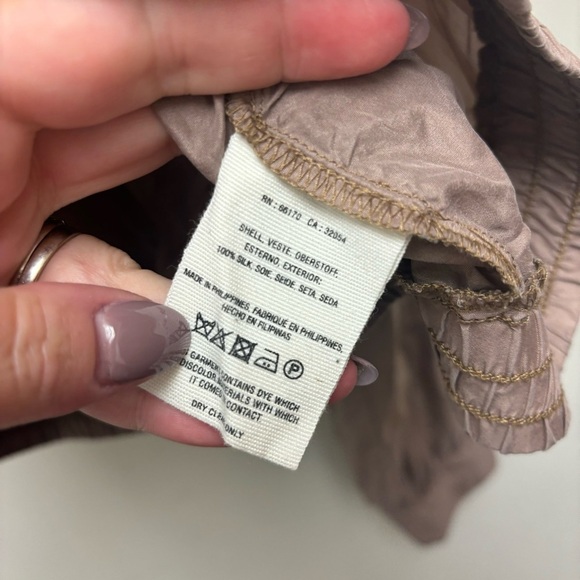 RN : 66170 CA : 32054
SHELL, VESTE, OBERSTOFF,
ESTERNO, EXTERIOR:
100% SILK SOIE SEIDE SETA SEDA
MADE IN PHILIPPINES, FABRIQUE EN PHILIPPINES,
HECHO EN FILIPINAS
P
GARMENT CONTAINS DYE WHICH
DISCOLOR MATERIALS WITH WHICH
IT COMES CONTACT
DRY CLEAN ONLY